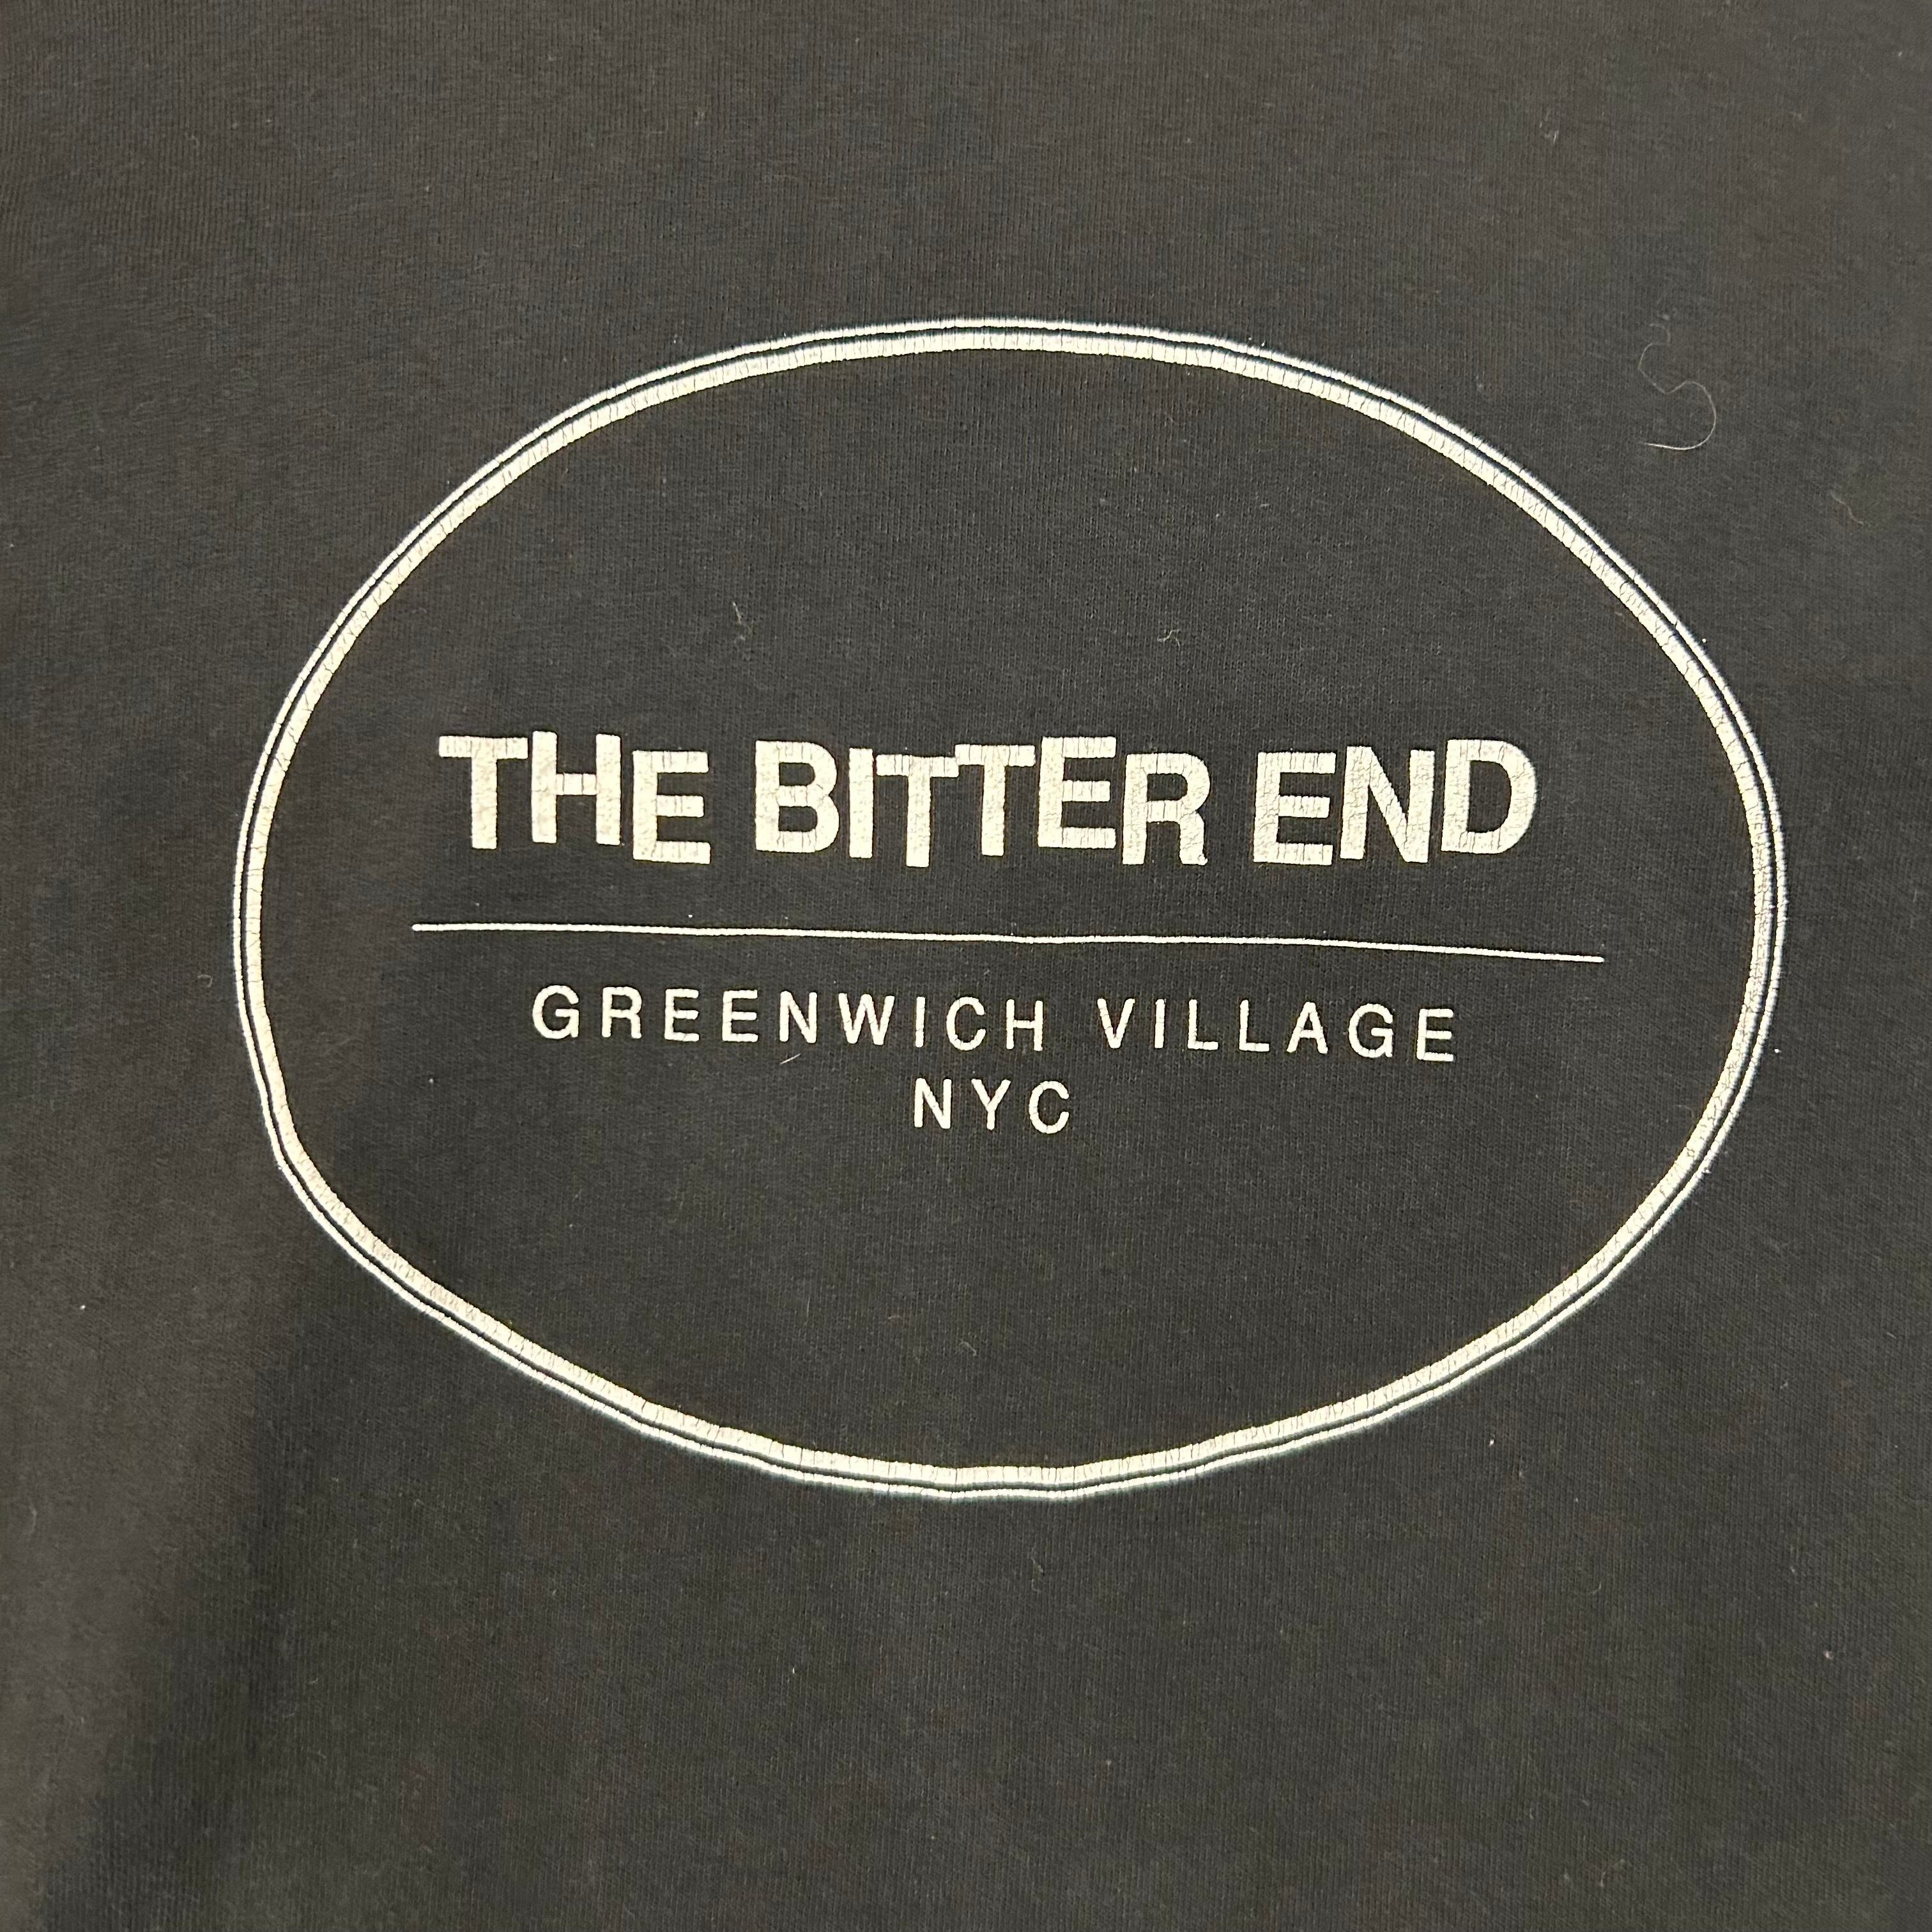 THE BITTER END
GREENWICH VILLAGE
NYC